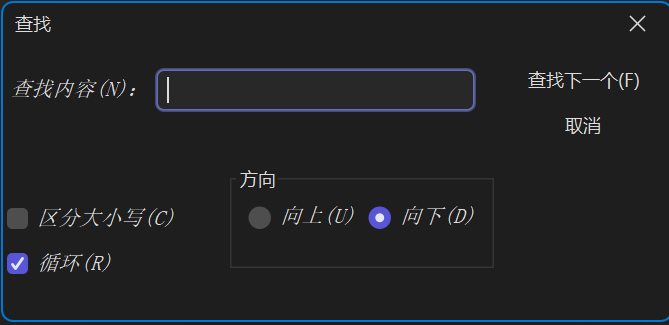 查找
查找内容(N)：
查找下一个(F)
取消
方向
区分大小写(C)
向上(U)
向下(D)
循环(R)